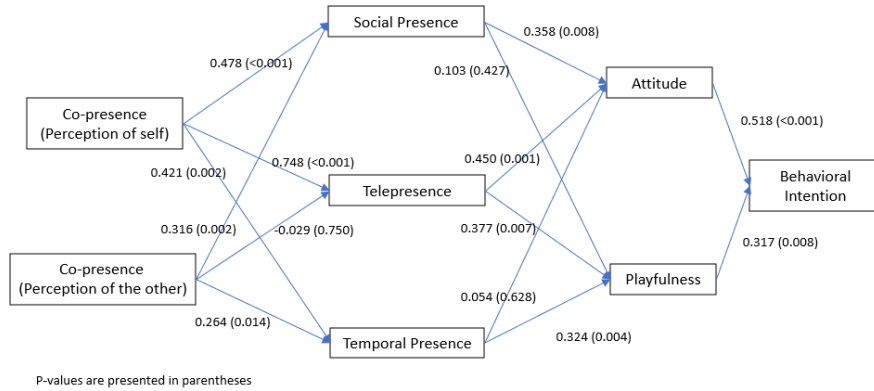 Social Presence
0.358 (0.008)
0.478 (<0.001)
0.103 (0.427)
Attitude
Co-presence
(Perception of self)
0.518 (<0.001)
0.748 (<0.001)
0.450 (0.001)
0.421 (0.002)
Telepresence
Behavioral
Intention
0.316 (0.002)
-0.029 (0.750)
0.377 (0.007)
0.317 (0.008)
Co-presence
(Perception of the other)
Playfulness
0.054 (0.628)
0.264 (0.014)
Temporal Presence
0.324 (0.004)
P-values are presented in parentheses